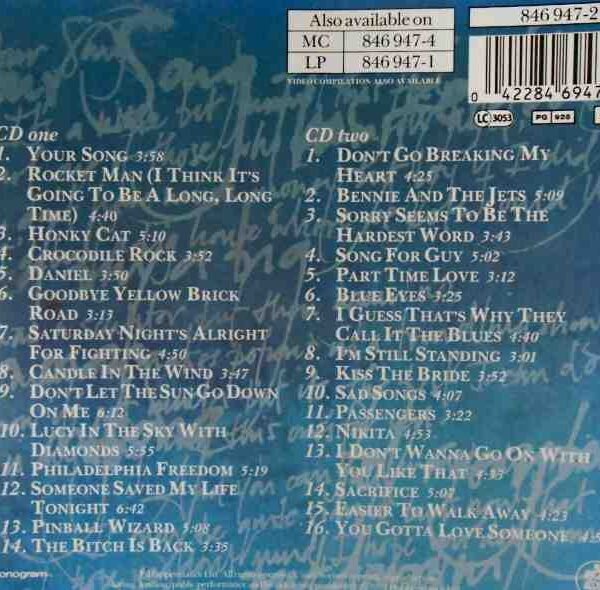 Also available on
MC 846 947-4
LP 846 947-1
VIDEO COMPILATION ALSO AVAILABLE
846 947-2
0 42284 6947
LC 3053
PG 920
CD one
1. YOUR SONG 3:58
2. ROCKET MAN (I THINK IT'S
GOING TO BE A LONG, LONG
TIME) 4:40
3. HONKY CAT 5:10
4. CROCODILE ROCK 3:52
5. DANIEL 3:50
6. GOODBYE YELLOW BRICK
ROAD 3:13
7. SATURDAY NIGHT'S ALRIGHT
FOR FIGHTING 4:50
8. CANDLE IN THE WIND 3:47
9. DON'T LET THE SUN GO DOWN
ON ME 6:12
10. LUCY IN THE SKY WITH
DIAMONDS 5:55
11. PHILADELPHIA FREEDOM 5:19
12. SOMEONE SAVED MY LIFE
TONIGHT 6:42
13. PINBALL WIZARD 5:08
14. THE BITCH IS BACK 3:35
CD two
1. DON'T GO BREAKING MY
HEART 4:25
2. BENNIE AND THE JETS 5:09
3. SORRY SEEMS TO BE THE
HARDEST WORD 3:43
4. SONG FOR GUY 5:02
5. PART TIME LOVE 3:12
6. BLUE EYES 3:25
7. I GUESS THAT'S WHY THEY
CALL IT THE BLUES 4:40
8. I'M STILL STANDING 3:01
9. KISS THE BRIDE 3:52
10. SAD SONGS 4:07
11. PASSENGERS 3:22
12. NIKITA 4:53
13. I DON'T WANNA GO ON WITH
YOU LIKE THAT 4:33
14. SACRIFICE 5:07
15. EASIER TO WALK AWAY 4:23
16. YOU GOTTA LOVE SOMEONE
onogram